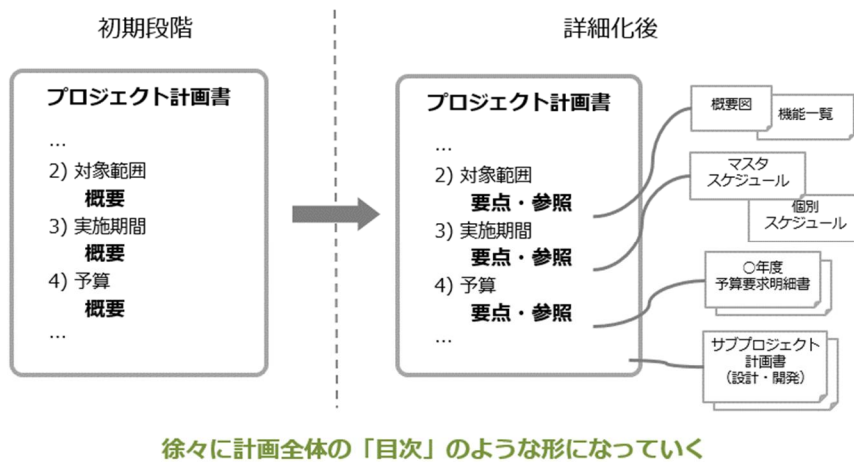 初期段階
プロジェクト計画書
…
2) 対象範囲
概要
3) 実施期間
概要
4) 予算
概要
…
詳細化後
プロジェクト計画書
…
2) 対象範囲
要点・参照
3) 実施期間
要点・参照
4) 予算
要点・参照
…
概要図
機能一覧
マスタ
スケジュール
個別
スケジュール
○年度
予算要求明細書
サブプロジェクト
計画書
（設計・開発）
徐々に計画全体の「目次」のような形になっていく